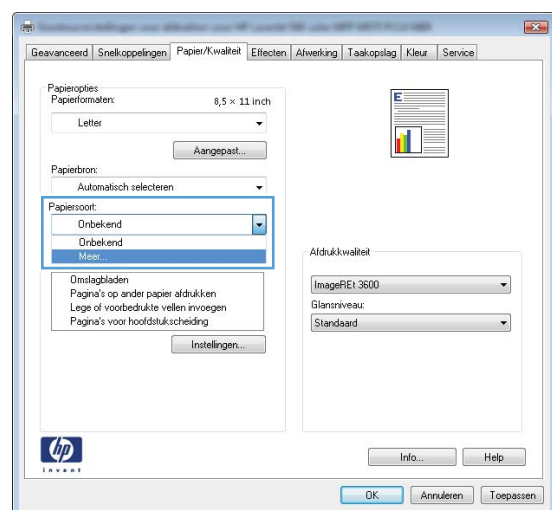 Geavanceerd Snelkoppelingen Papier/Kwaliteit Effecten Afwerking Taakopslag Kleur Service
Papieropties
Papierformaten: 8,5 × 11 inch
Letter
Aangepast...
Papierbron:
Automatisch selecteren
Papiersoort:
Onbekend
Onbekend
Meer...
Omslagbladen
Pagina's op ander papier afdrukken
Lege of voorbedrukte vellen invoegen
Pagina's voor hoofdstukscheiding
Instellingen...
E
Afdrukkwaliteit
ImageREt 3600
Glansniveau:
Standaard
hp
invent
Info... Help
OK Annuleren Toepassen